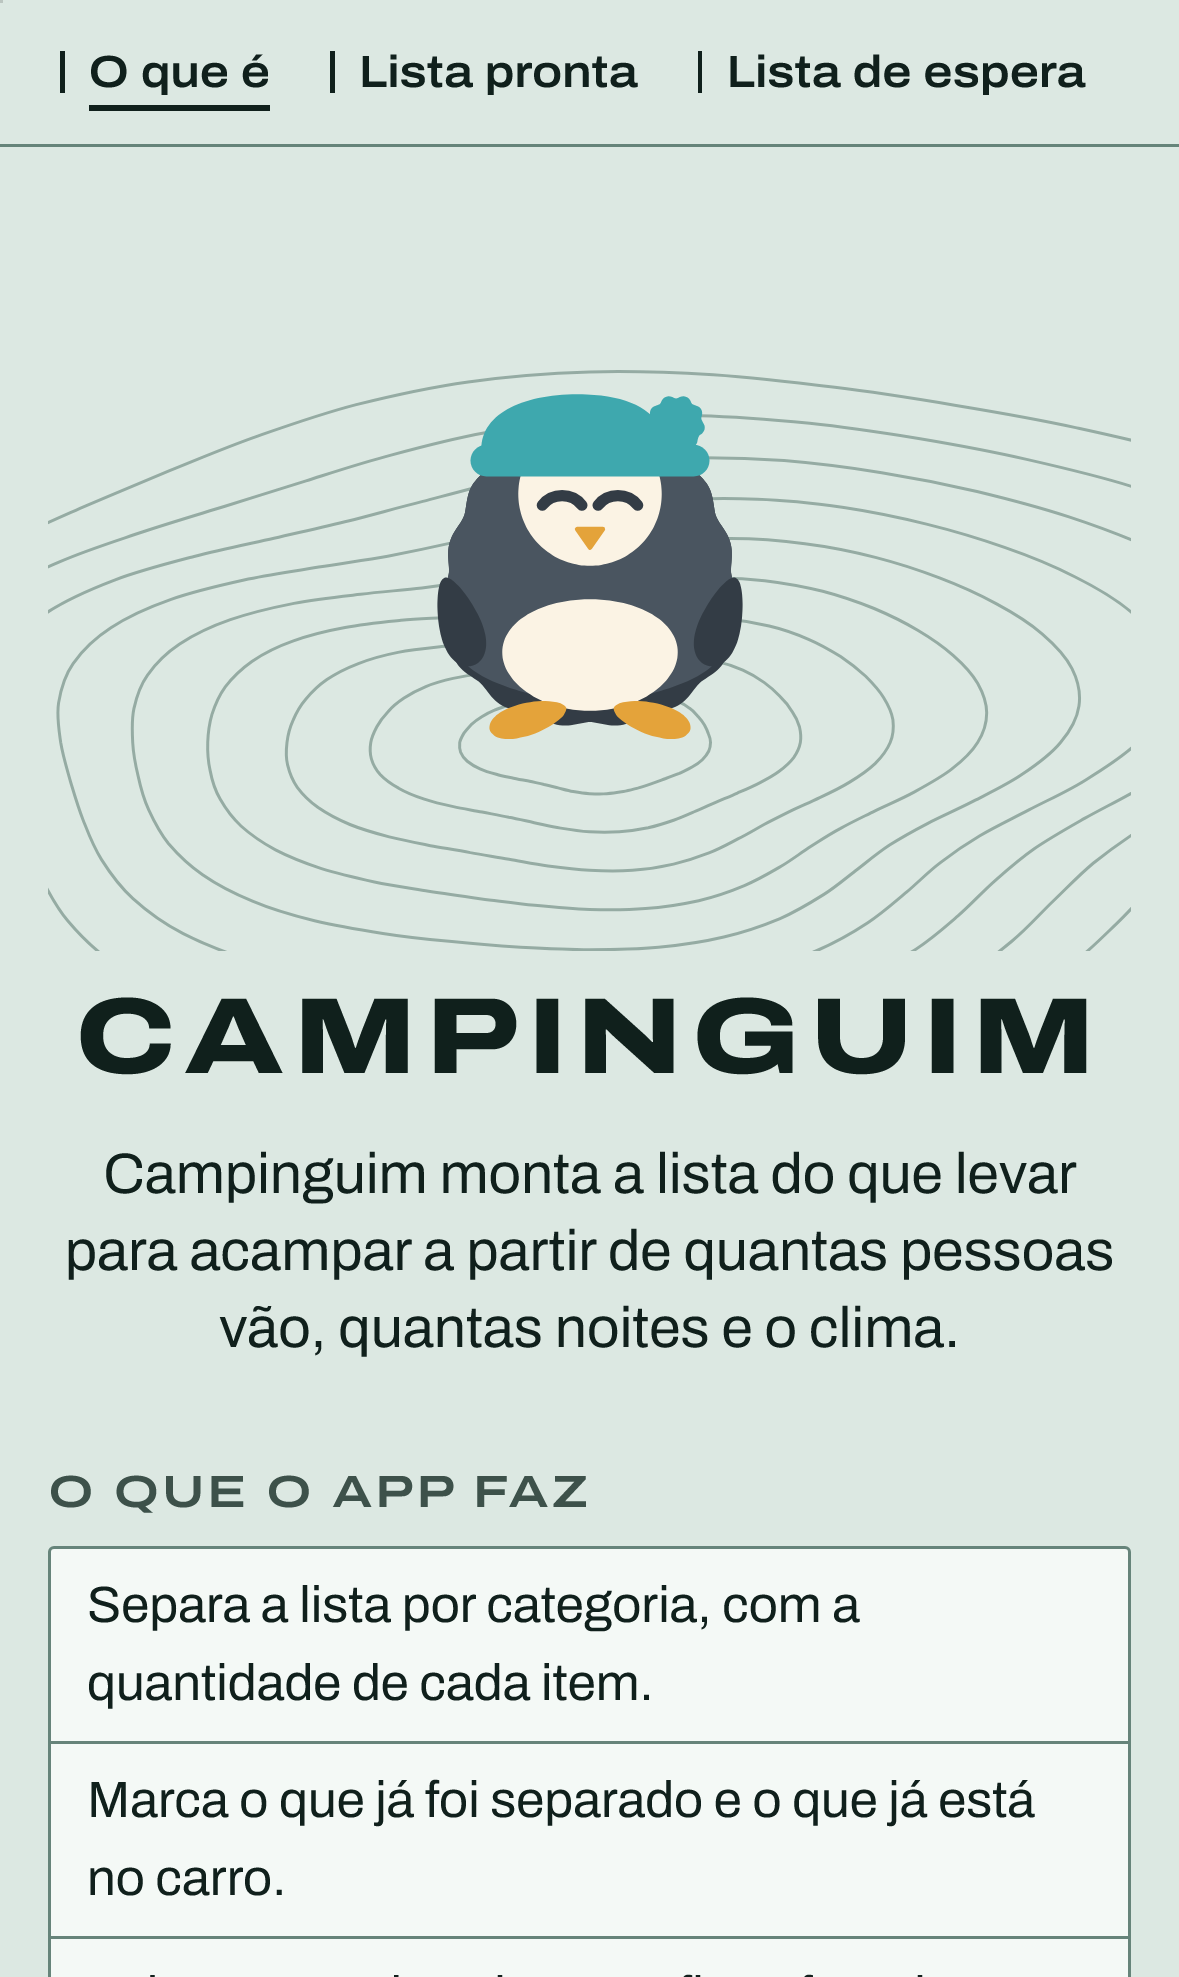 O que é
Lista pronta
Lista de espera
CAMPINGUIM
Campinguim monta a lista do que levar
para acampar a partir de quantas pessoas
vão, quantas noites e o clima.
O QUE O APP FAZ
Separa a lista por categoria, com a
quantidade de cada item.
Marca o que já foi separado e o que já está
no carro.